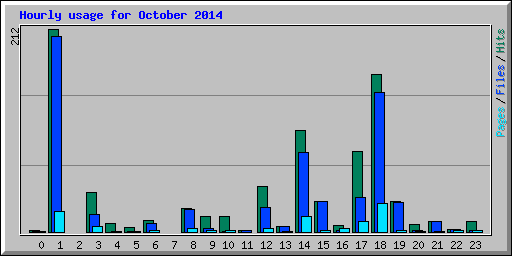 Hourly usage for October 2014
212
Pages/Files/Hits
0 1 2 3 4 5 6 7 8 9 10 11 12 13 14 15 16 17 18 19 20 21 22 23